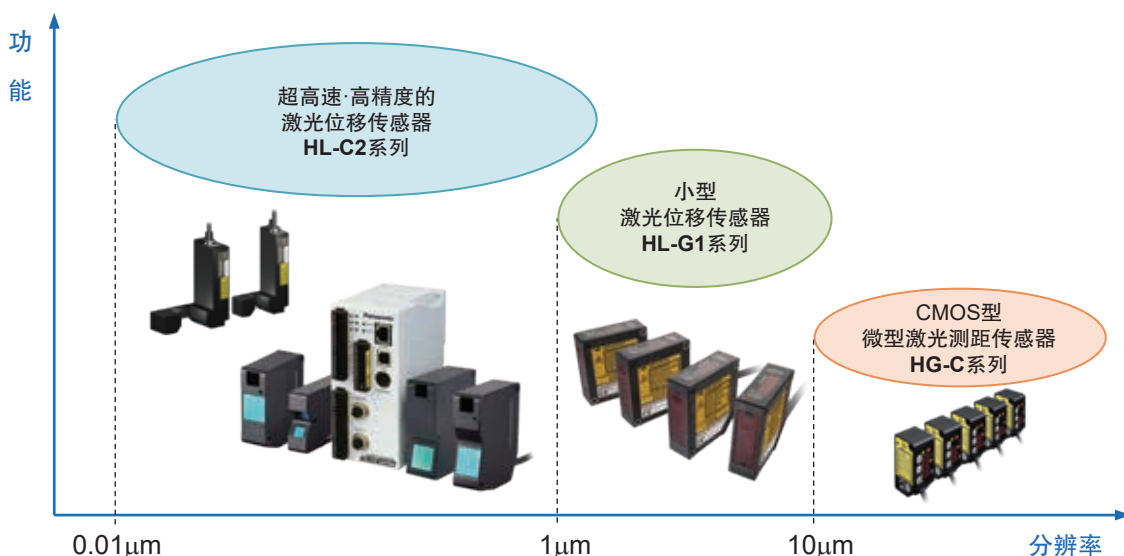 功
能
超高速·高精度的
激光位移传感器
HL-C2系列
小型
激光位移传感器
HL-G1系列
CMOS型
微型激光测距传感器
HG-C系列
Panasonic
0.01μm
1μm
10μm
分辨率